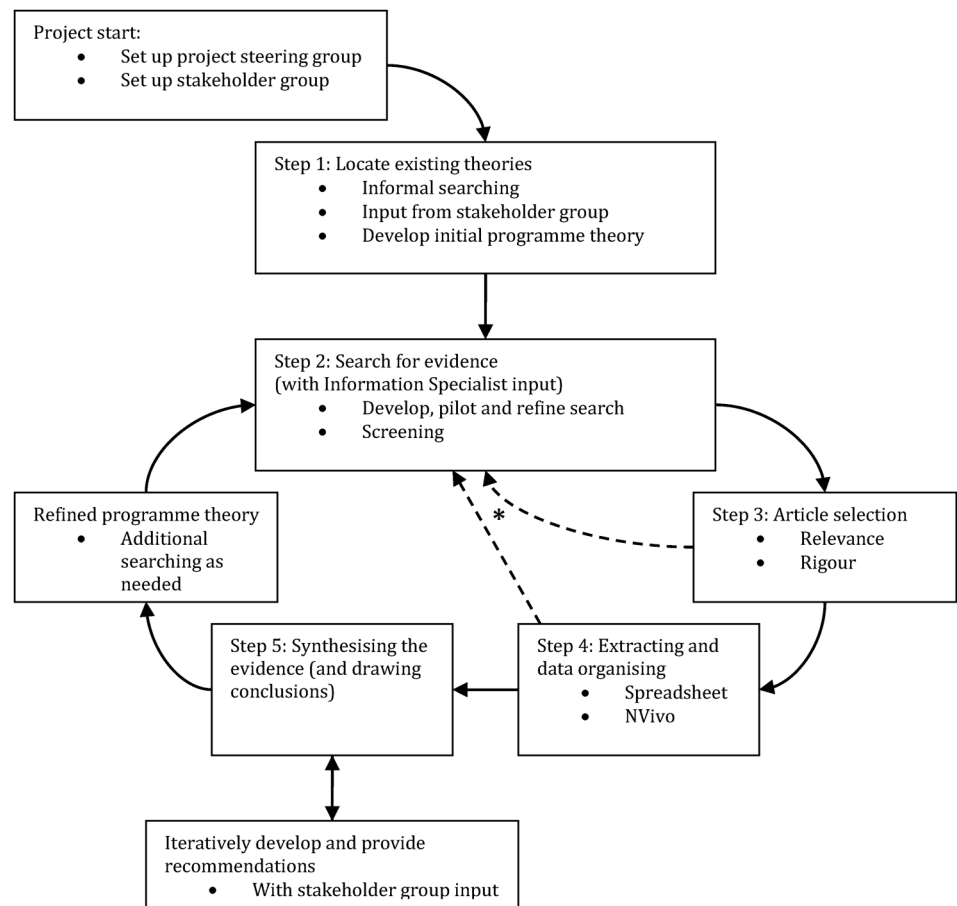 Project start:
• Set up project steering group
• Set up stakeholder group
Step 1: Locate existing theories
• Informal searching
• Input from stakeholder group
• Develop initial programme theory
Step 2: Search for evidence
(with Information Specialist input)
• Develop, pilot and refine search
• Screening
*
Refined programme theory
• Additional
searching as
needed
Step 3: Article selection
• Relevance
• Rigour
Step 5: Synthesising the
evidence (and drawing
conclusions)
Step 4: Extracting and
data organising
• Spreadsheet
• NVivo
Iteratively develop and provide
recommendations
• With stakeholder group input